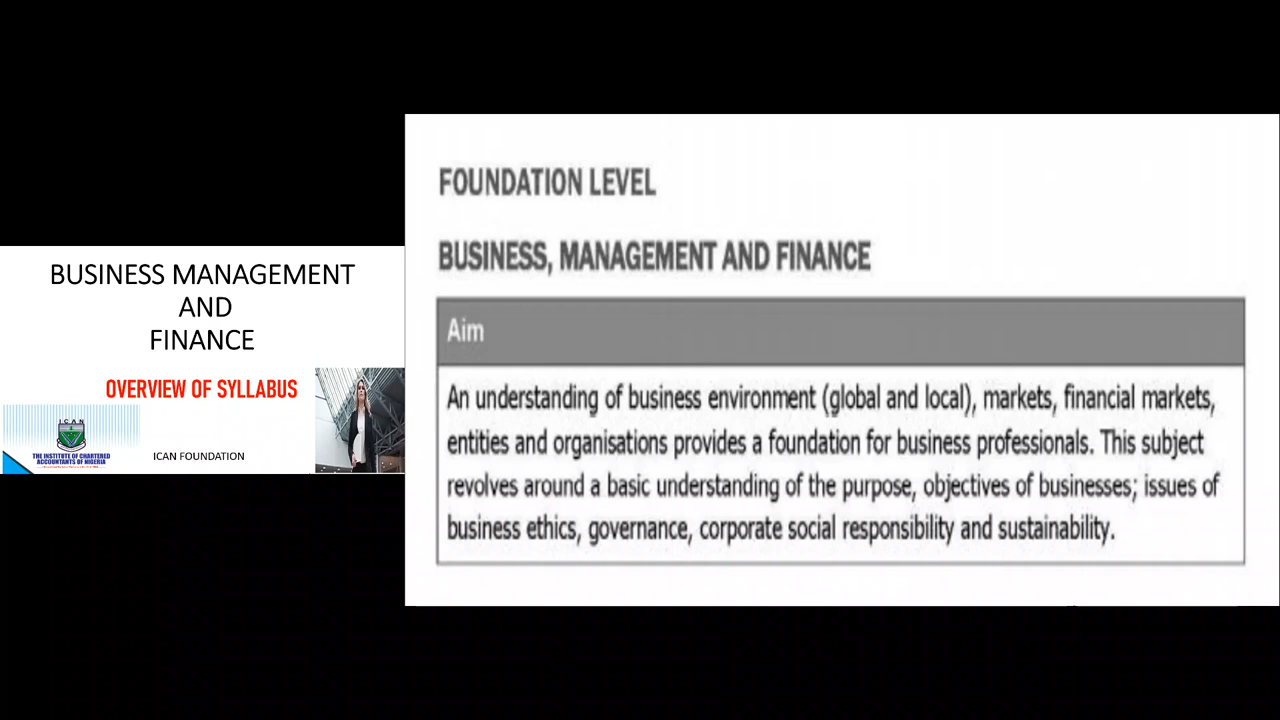 BUSINESS MANAGEMENT
AND
FINANCE
OVERVIEW OF SYLLABUS
ICAN
THE INSTITUTE OF CHARTERED
ACCOUNTANTS OF NIGERIA
ICAN FOUNDATION
FOUNDATION LEVEL
BUSINESS, MANAGEMENT AND FINANCE
Aim
An understanding of business environment (global and local), markets, financial markets,
entities and organisations provides a foundation for business professionals. This subject
revolves around a basic understanding of the purpose, objectives of businesses; issues of
business ethics, governance, corporate social responsibility and sustainability.